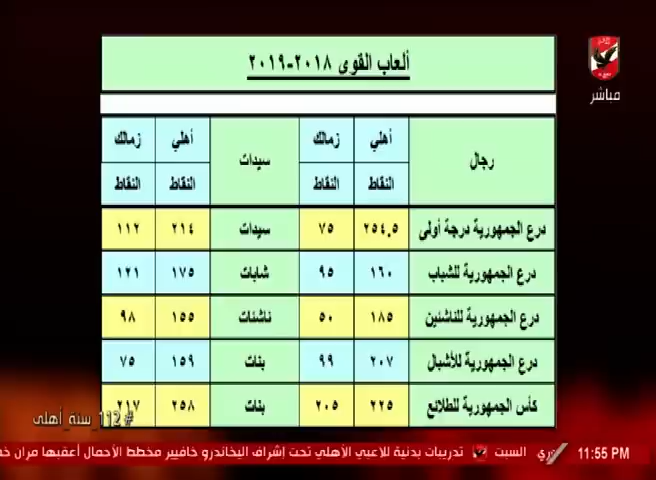 ألعاب القوى ٢٠١٨-٢٠١٩
مباشر
رجال أهلي زمالك سيدات أهلي زمالك
النقاط النقاط النقاط النقاط
درع الجمهورية درجة أولى ٢٥٤,٥ ٧٥ سيدات ٢١٤ ١١٢
درع الجمهورية للشباب ١٦٠ ٩٥ شابات ١٧٥ ١٢١
درع الجمهورية للناشئين ١٨٥ ٥٠ ناشئات ١٥٥ ٩٨
درع الجمهورية للأشبال ٢٠٧ ٩٩ بنات ١٥٩ ٧٥
كأس الجمهورية للطلائع ٢٢٥ ٢٠٥ بنات ٢٥٨ ٢١٧
#112_سنة_أهلى
11:55 PM السبت تدريبات بدنية للاعبي الأهلي تحت إشراف اليخاندرو خافيير مخطط الأحمال أعقبها مران